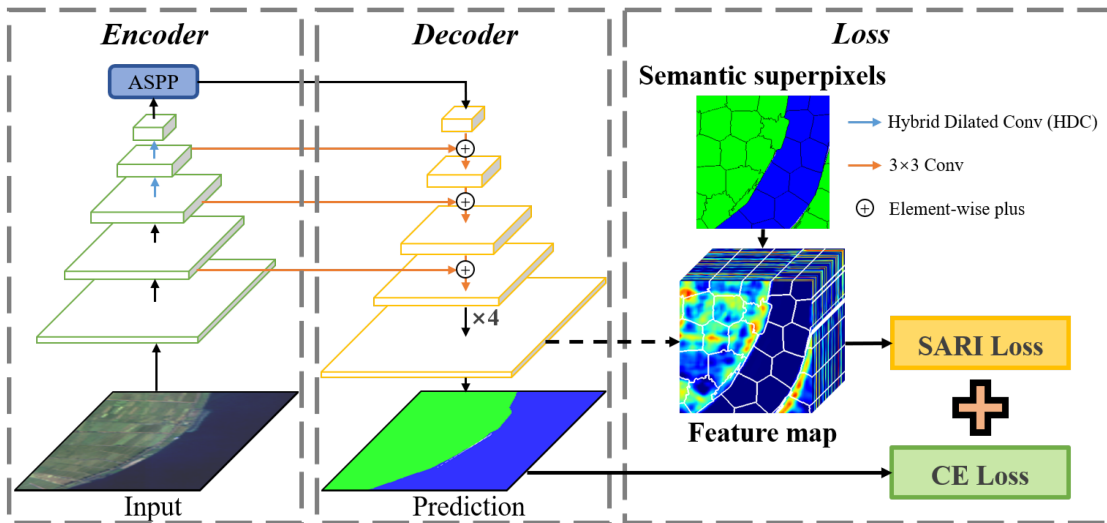 Encoder
ASPP
Input
Decoder
×4
Prediction
Loss
Semantic superpixels
Hybrid Dilated Conv (HDC)
3×3 Conv
Element-wise plus
Feature map
SARI Loss
CE Loss